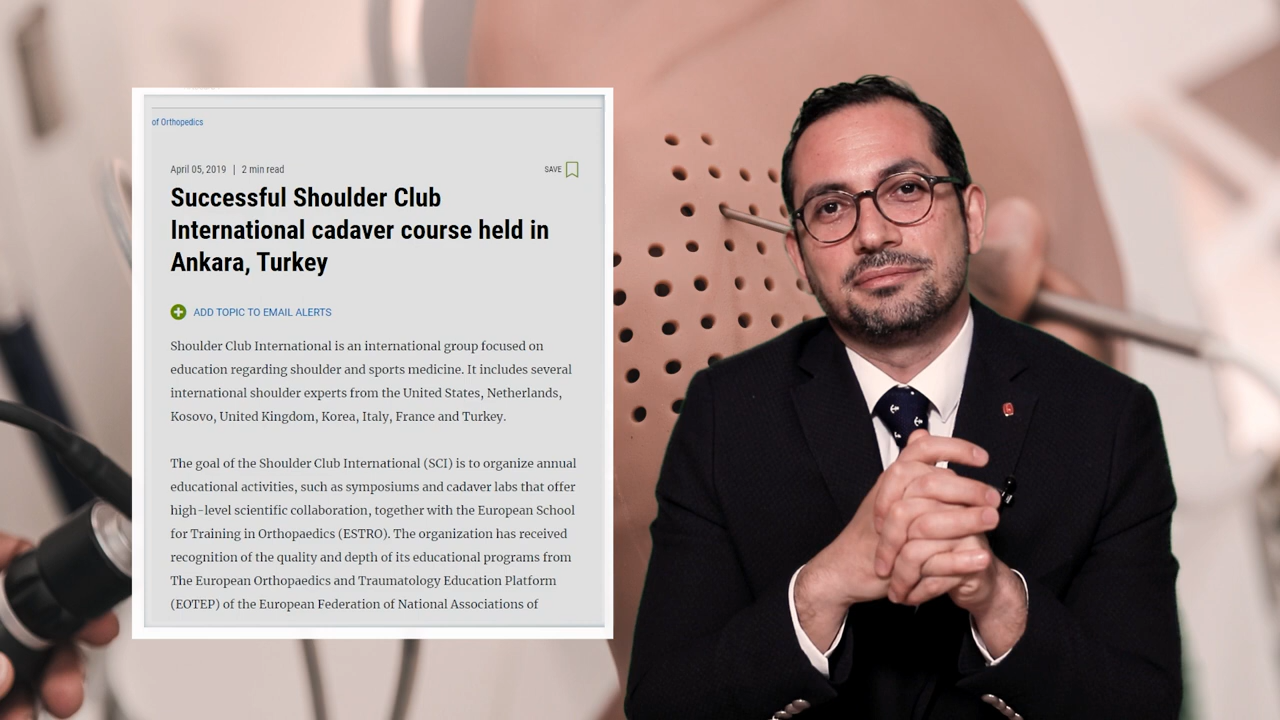 of Orthopedics
April 05, 2019 | 2 min read
SAVE
Successful Shoulder Club
International cadaver course held in
Ankara, Turkey
ADD TOPIC TO EMAIL ALERTS
Shoulder Club International is an international group focused on
education regarding shoulder and sports medicine. It includes several
international shoulder experts from the United States, Netherlands,
Kosovo, United Kingdom, Korea, Italy, France and Turkey.
The goal of the Shoulder Club International (SCI) is to organize annual
educational activities, such as symposiums and cadaver labs that offer
high-level scientific collaboration, together with the European School
for Training in Orthopaedics (ESTRO). The organization has received
recognition of the quality and depth of its educational programs from
The European Orthopaedics and Traumatology Education Platform
(EOTEP) of the European Federation of National Associations of